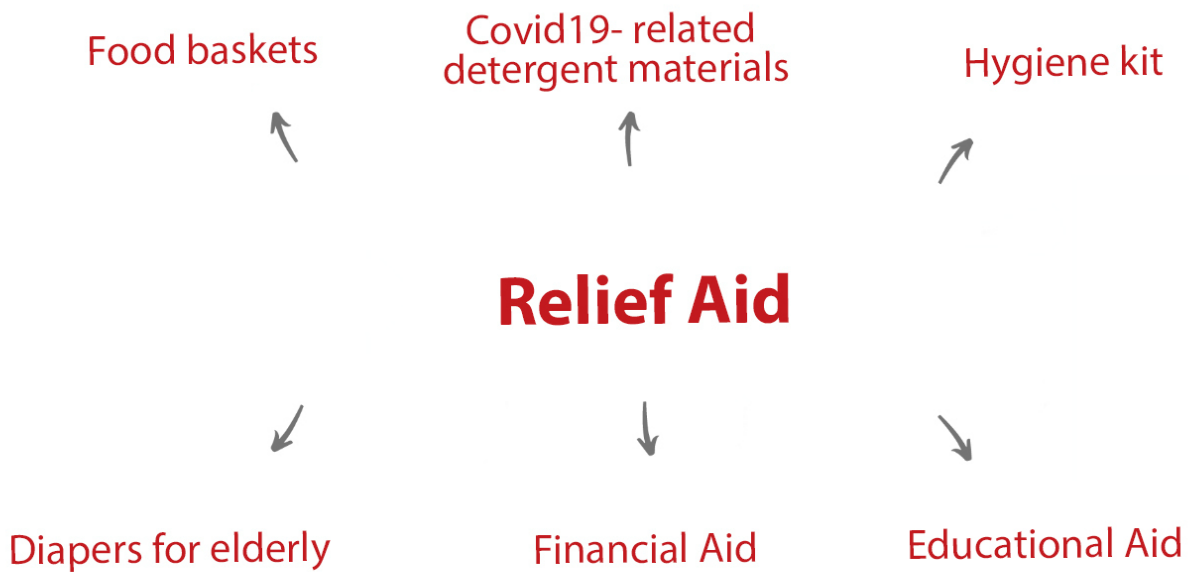 Food baskets
Covid19- related
detergent materials
Hygiene kit
Relief Aid
Diapers for elderly
Financial Aid
Educational Aid